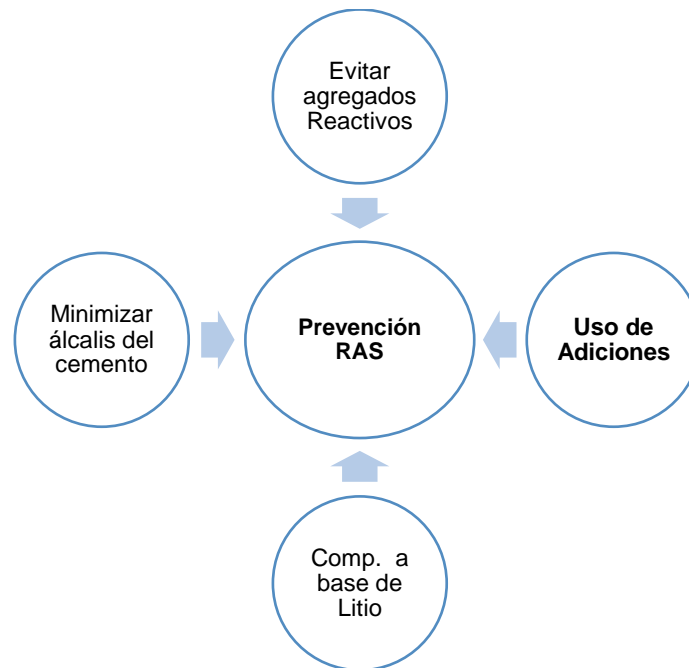 Evitar
agregados
Reactivos
Minimizar
álcalis del
cemento
Prevención
RAS
Uso de
Adiciones
Comp. a
base de
Litio